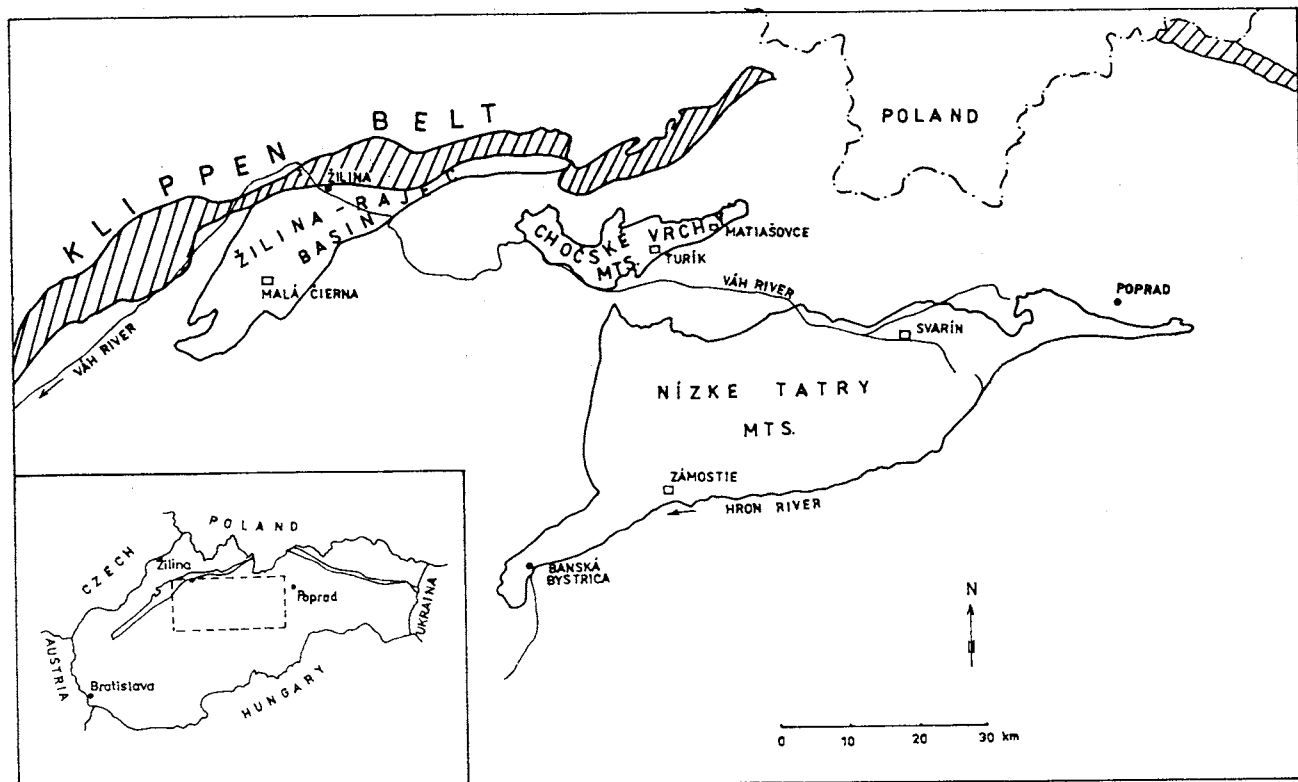 KLIPPEN BELT
POLAND
ŽILINA
ŽILINA-RAJEC
BASIN
CHOČSKÉ VRCHY
MTS.
MATIAŠOVCE
TURÍK
MALÁ ČIERNA
VÁH RIVER
VÁH RIVER
POPRAD
SVARÍN
NÍZKE TATRY
MTS.
ZÁMOSTIE
HRON RIVER
BANSKÁ
BYSTRICA
N
0 10 20 30 km
POLAND
CZECH
Žilina
Poprad
UKRAINA
AUSTRIA
Bratislava
HUNGARY